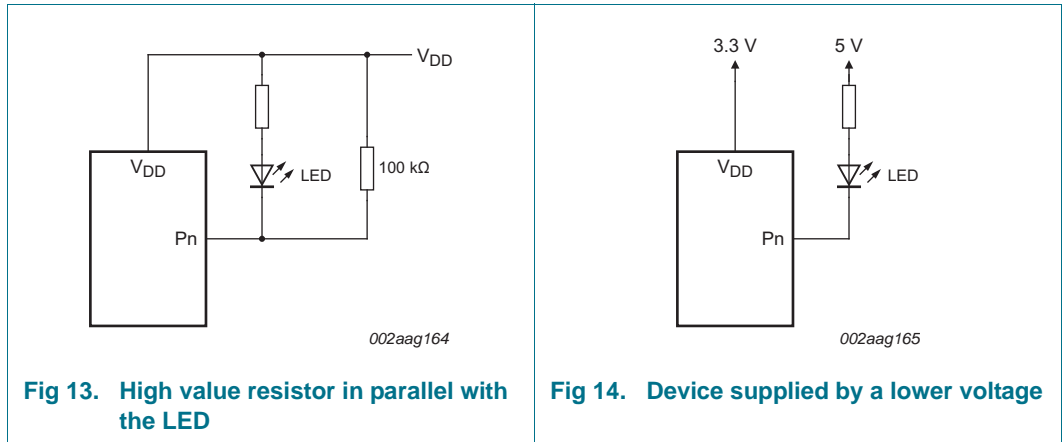 VDD
VDD
LED
100 kΩ
Pn
002aag164
Fig 13. High value resistor in parallel with
the LED
3.3 V
5 V
VDD
LED
Pn
002aag165
Fig 14. Device supplied by a lower voltage